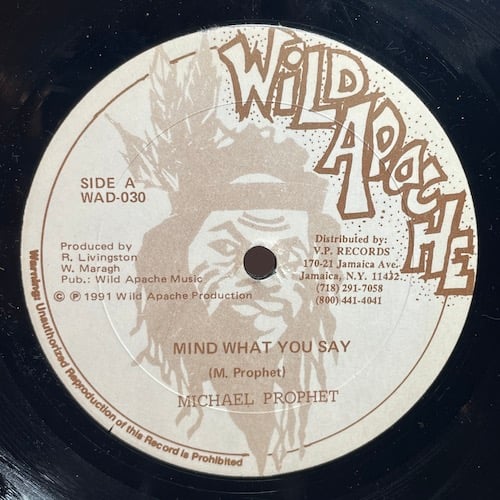 WILD APACHE
SIDE A
WAD-030
Produced by
R. Livingston
W. Maragh
Pub.: Wild Apache Music
© ℗ 1991 Wild Apache Production
Distributed by:
V.P. RECORDS
170-21 Jamaica Ave.
Jamaica, N.Y. 11432
(718) 291-7058
(800) 441-4041
MIND WHAT YOU SAY
(M. Prophet)
MICHAEL PROPHET
Warning: Unauthorized Reproduction of this Record is Prohibited